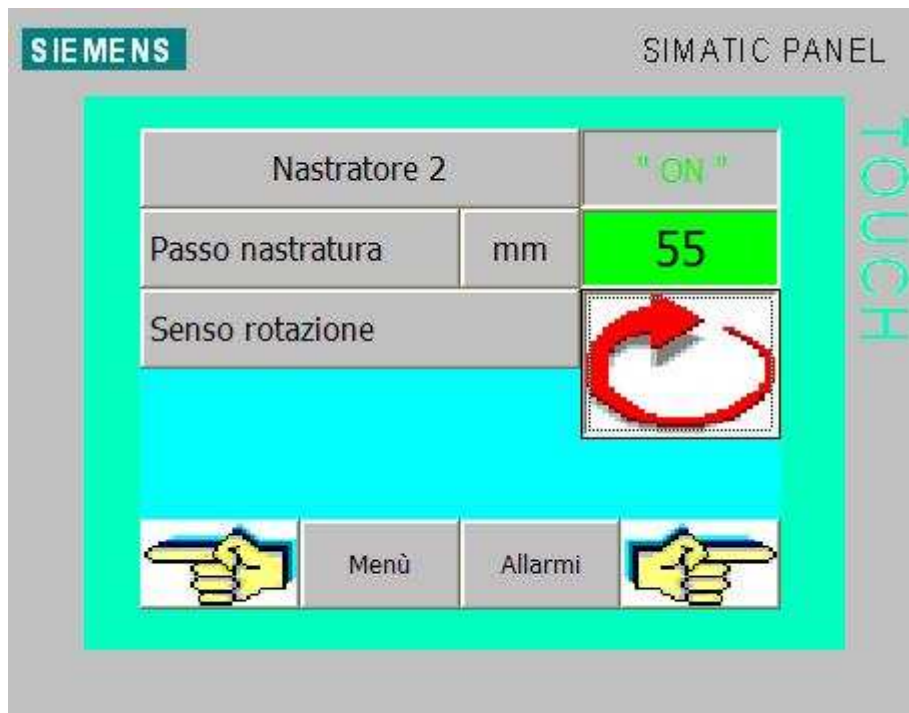 SIEMENS
SIMATIC PANEL
TOUCH
Nastratore 2
" ON "
Passo nastratura
mm
55
Senso rotazione
Menù
Allarmi